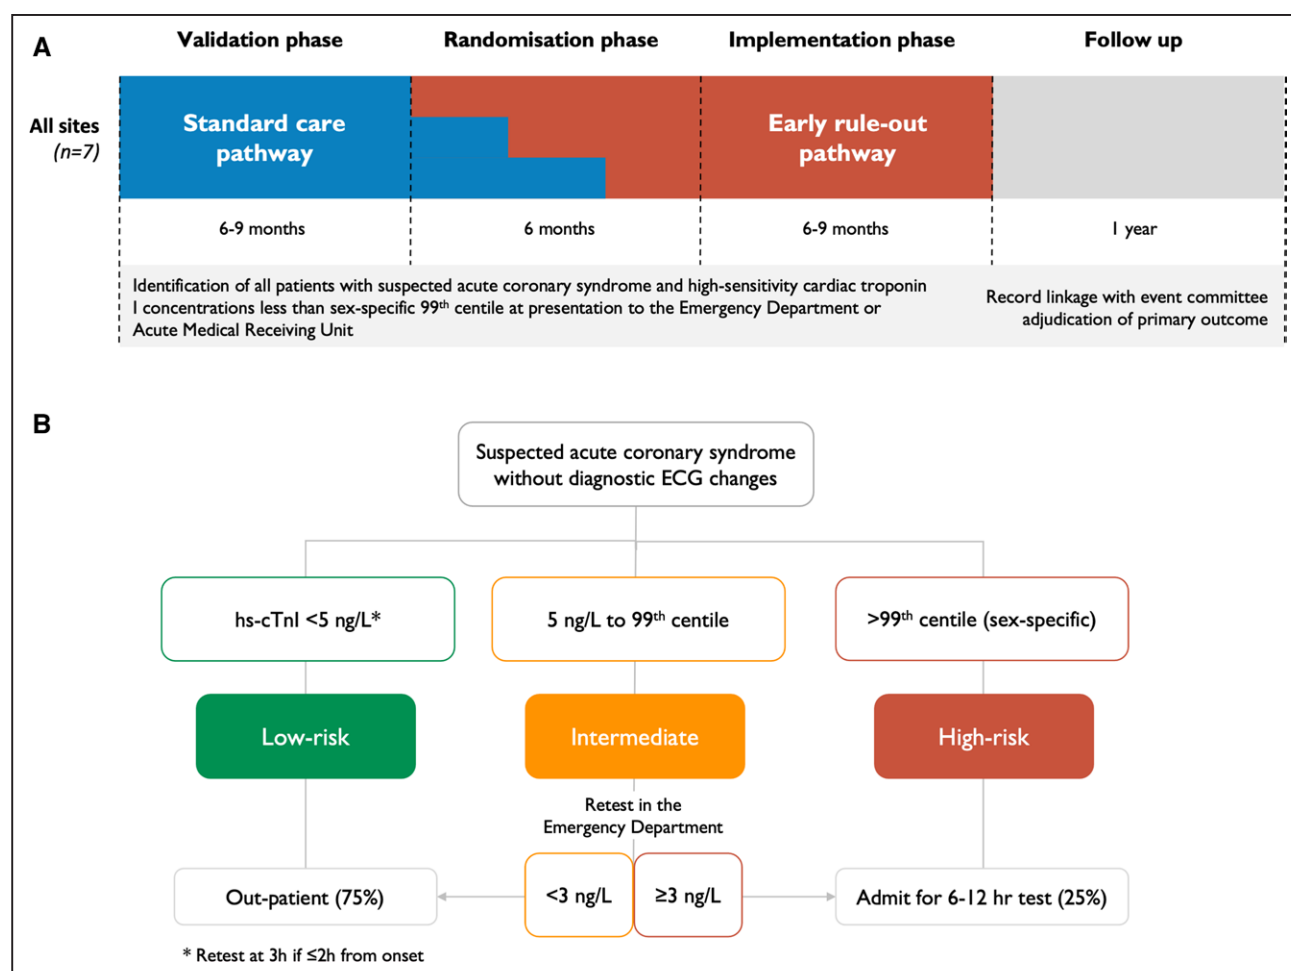 A
Validation phase
Randomisation phase
Implementation phase
Follow up
All sites
(n=7)
Standard care
pathway
Early rule-out
pathway
6-9 months
6 months
6-9 months
1 year
Identification of all patients with suspected acute coronary syndrome and high-sensitivity cardiac troponin
I concentrations less than sex-specific 99th centile at presentation to the Emergency Department or
Acute Medical Receiving Unit
Record linkage with event committee
adjudication of primary outcome
B
Suspected acute coronary syndrome
without diagnostic ECG changes
hs-cTnI <5 ng/L*
5 ng/L to 99th centile
>99th centile (sex-specific)
Low-risk
Intermediate
High-risk
Retest in the
Emergency Department
Out-patient (75%)
<3 ng/L
≥3 ng/L
Admit for 6-12 hr test (25%)
* Retest at 3h if ≤2h from onset